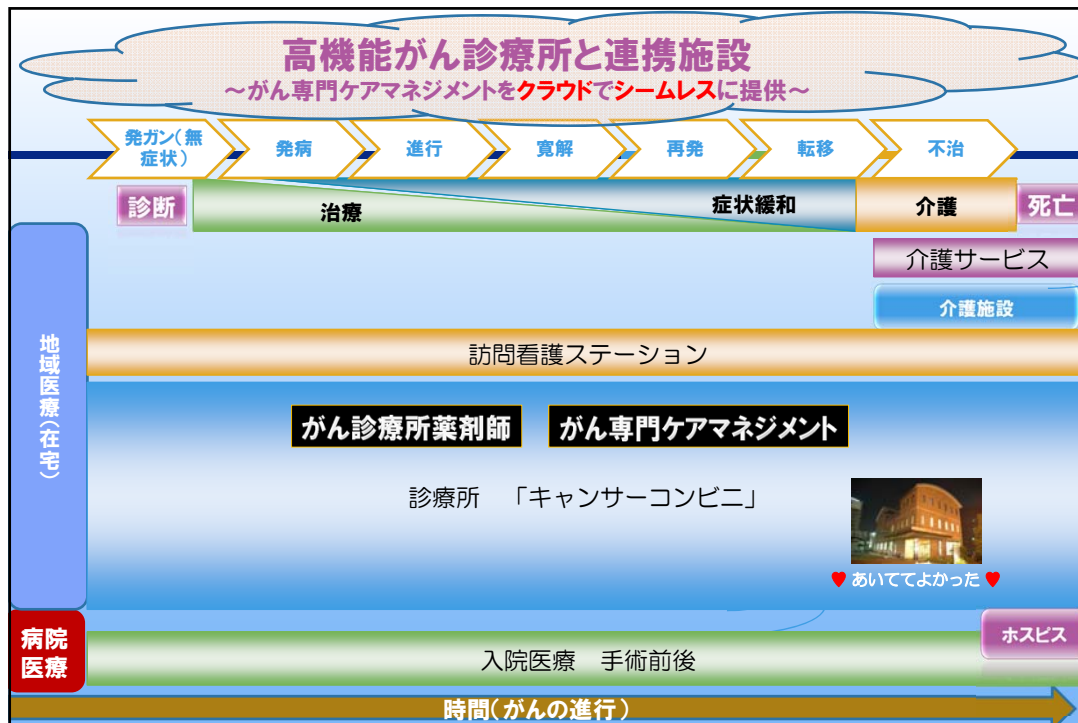 高機能がん診療所と連携施設
～がん専門ケアマネジメントをクラウドでシームレスに提供～
発ガン（無
症状）
発病
進行
寛解
再発
転移
不治
診断
治療
症状緩和
介護
死亡
介護サービス
介護施設
地域医療（在宅）
訪問看護ステーション
がん診療所薬剤師
がん専門ケアマネジメント
診療所 「キャンサーコンビニ」
♥ あいててよかった ♥
病院
医療
ホスピス
入院医療 手術前後
時間（がんの進行）